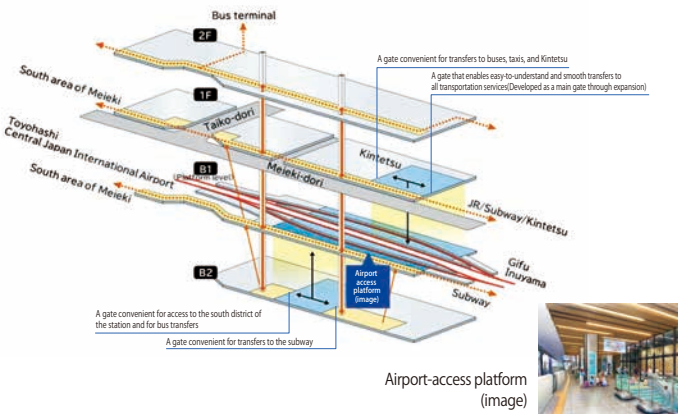 Bus terminal
2F
A gate convenient for transfers to buses, taxis, and Kintetsu
A gate that enables easy-to-understand and smooth transfers to
all transportation services(Developed as a main gate through expansion)
South area of Meieki
1F
Taiko-dori
Kintetsu
Toyohashi
Central Japan International Airport
Meieki-dori
B1
(Platform level)
South area of Meieki
JR/Subway/Kintetsu
Gifu
Inuyama
Airport
access
platform
(image)
Subway
B2
A gate convenient for access to the south district of
the station and for bus transfers
A gate convenient for transfers to the subway
Airport-access platform
(image)